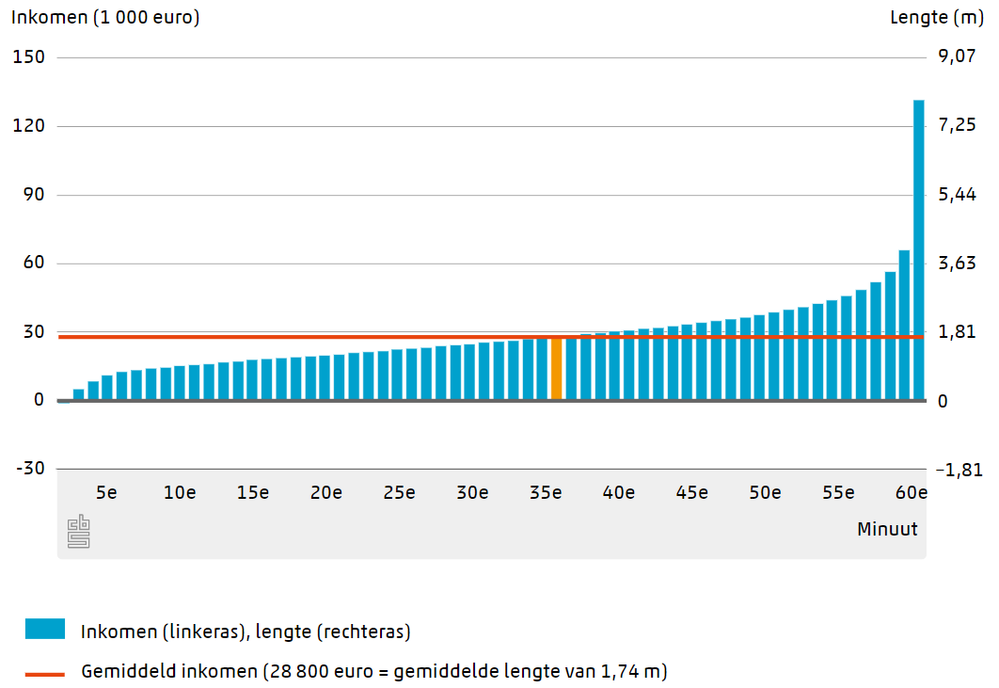 Inkomen (1 000 euro) Lengte (m)
150 9,07
120 7,25
90 5,44
60 3,65
30 1,81
0 0
-30 −1,81
5e 10e 15e 20e 25e 30e 35e 40e 45e 50e 55e 60e
cbs
Minuut
Inkomen (linkeras), lengte (rechteras)
Gemiddeld inkomen (28 800 euro = gemiddelde lengte van 1,74 m)